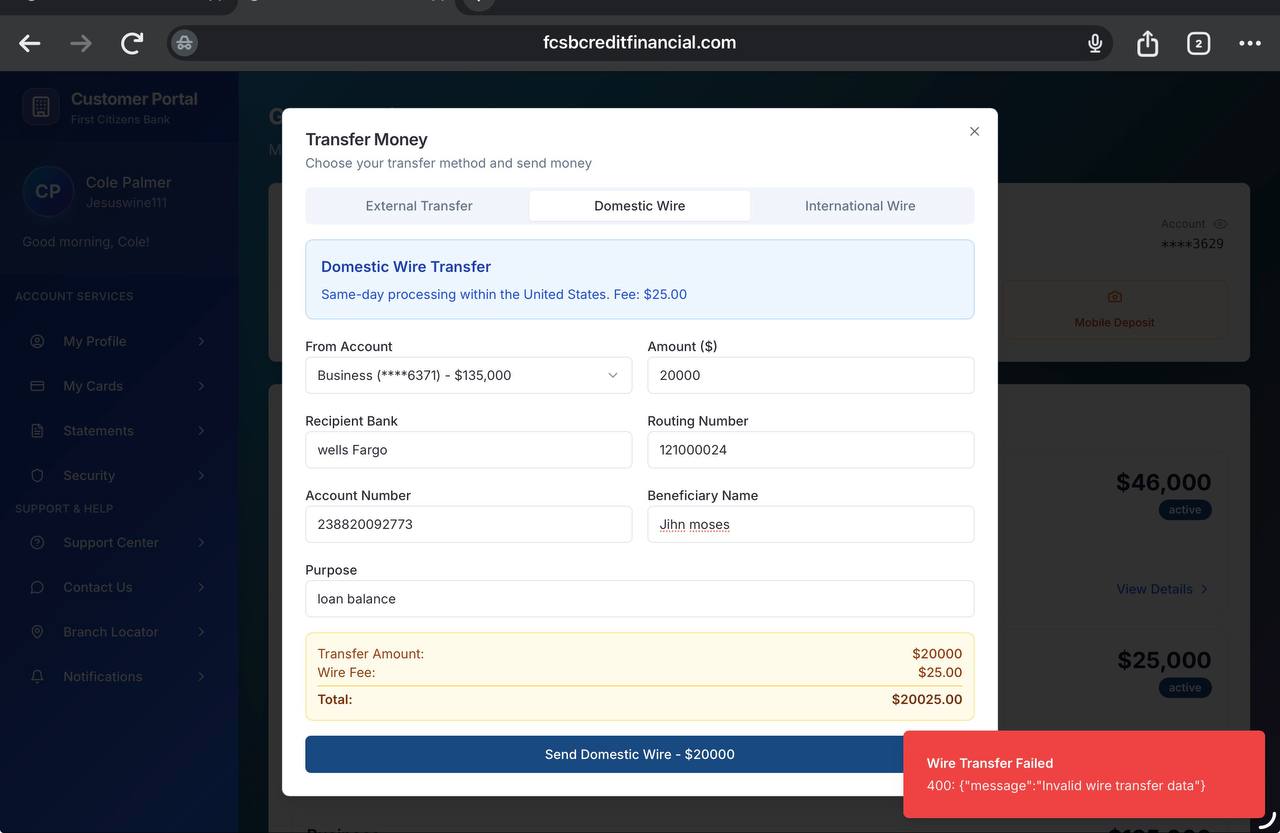 fcsbcreditfinancial.com
2
Customer Portal
First Citizens Bank
CP
Cole Palmer
Jesuswine111
Good morning, Cole!
ACCOUNT SERVICES
My Profile
My Cards
Statements
Security
SUPPORT & HELP
Support Center
Contact Us
Branch Locator
Notifications
Transfer Money
Choose your transfer method and send money
External Transfer
Domestic Wire
International Wire
Domestic Wire Transfer
Same-day processing within the United States. Fee: $25.00
From Account
Amount ($)
Business (****6371) - $135,000
20000
Recipient Bank
Routing Number
wells Fargo
121000024
Account Number
Beneficiary Name
238820092773
Jihn moses
Purpose
loan balance
Transfer Amount:
$20000
Wire Fee:
$25.00
Total:
$20025.00
Send Domestic Wire - $20000
Account
****3629
Mobile Deposit
$46,000
active
View Details
$25,000
active
Wire Transfer Failed
400: {"message":"Invalid wire transfer data"}